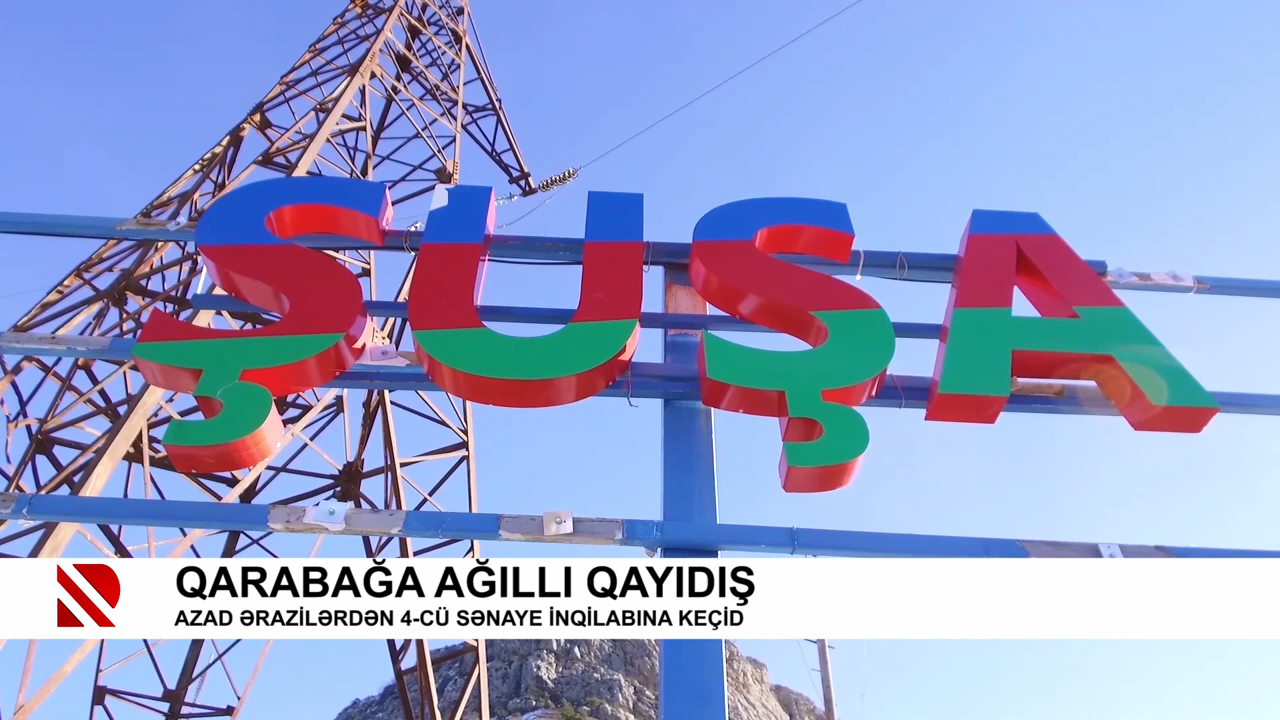 ŞUŞA
QARABAĞA AĞILLI QAYIDIŞ
AZAD ƏRAZİLƏRDƏN 4-CÜ SƏNAYE İNQİLABINA KEÇİD